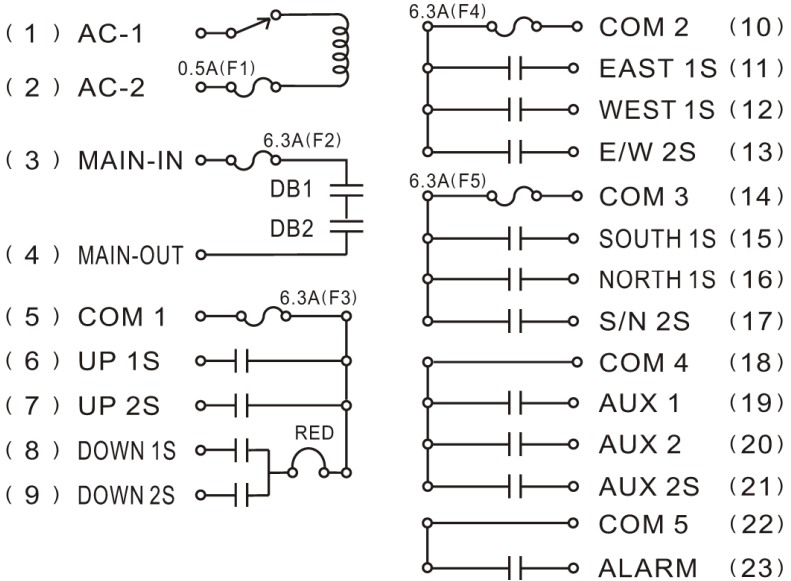 ( 1 ) AC-1
0.5A(F1)
( 2 ) AC-2
6.3A(F2)
( 3 ) MAIN-IN
DB1
DB2
( 4 ) MAIN-OUT
6.3A(F3)
( 5 ) COM 1
( 6 ) UP 1S
( 7 ) UP 2S
RED
( 8 ) DOWN 1S
( 9 ) DOWN 2S
6.3A(F4)
COM 2 (10)
EAST 1S (11)
WEST 1S (12)
E/W 2S (13)
6.3A(F5)
COM 3 (14)
SOUTH 1S (15)
NORTH 1S (16)
S/N 2S (17)
COM 4 (18)
AUX 1 (19)
AUX 2 (20)
AUX 2S (21)
COM 5 (22)
ALARM (23)